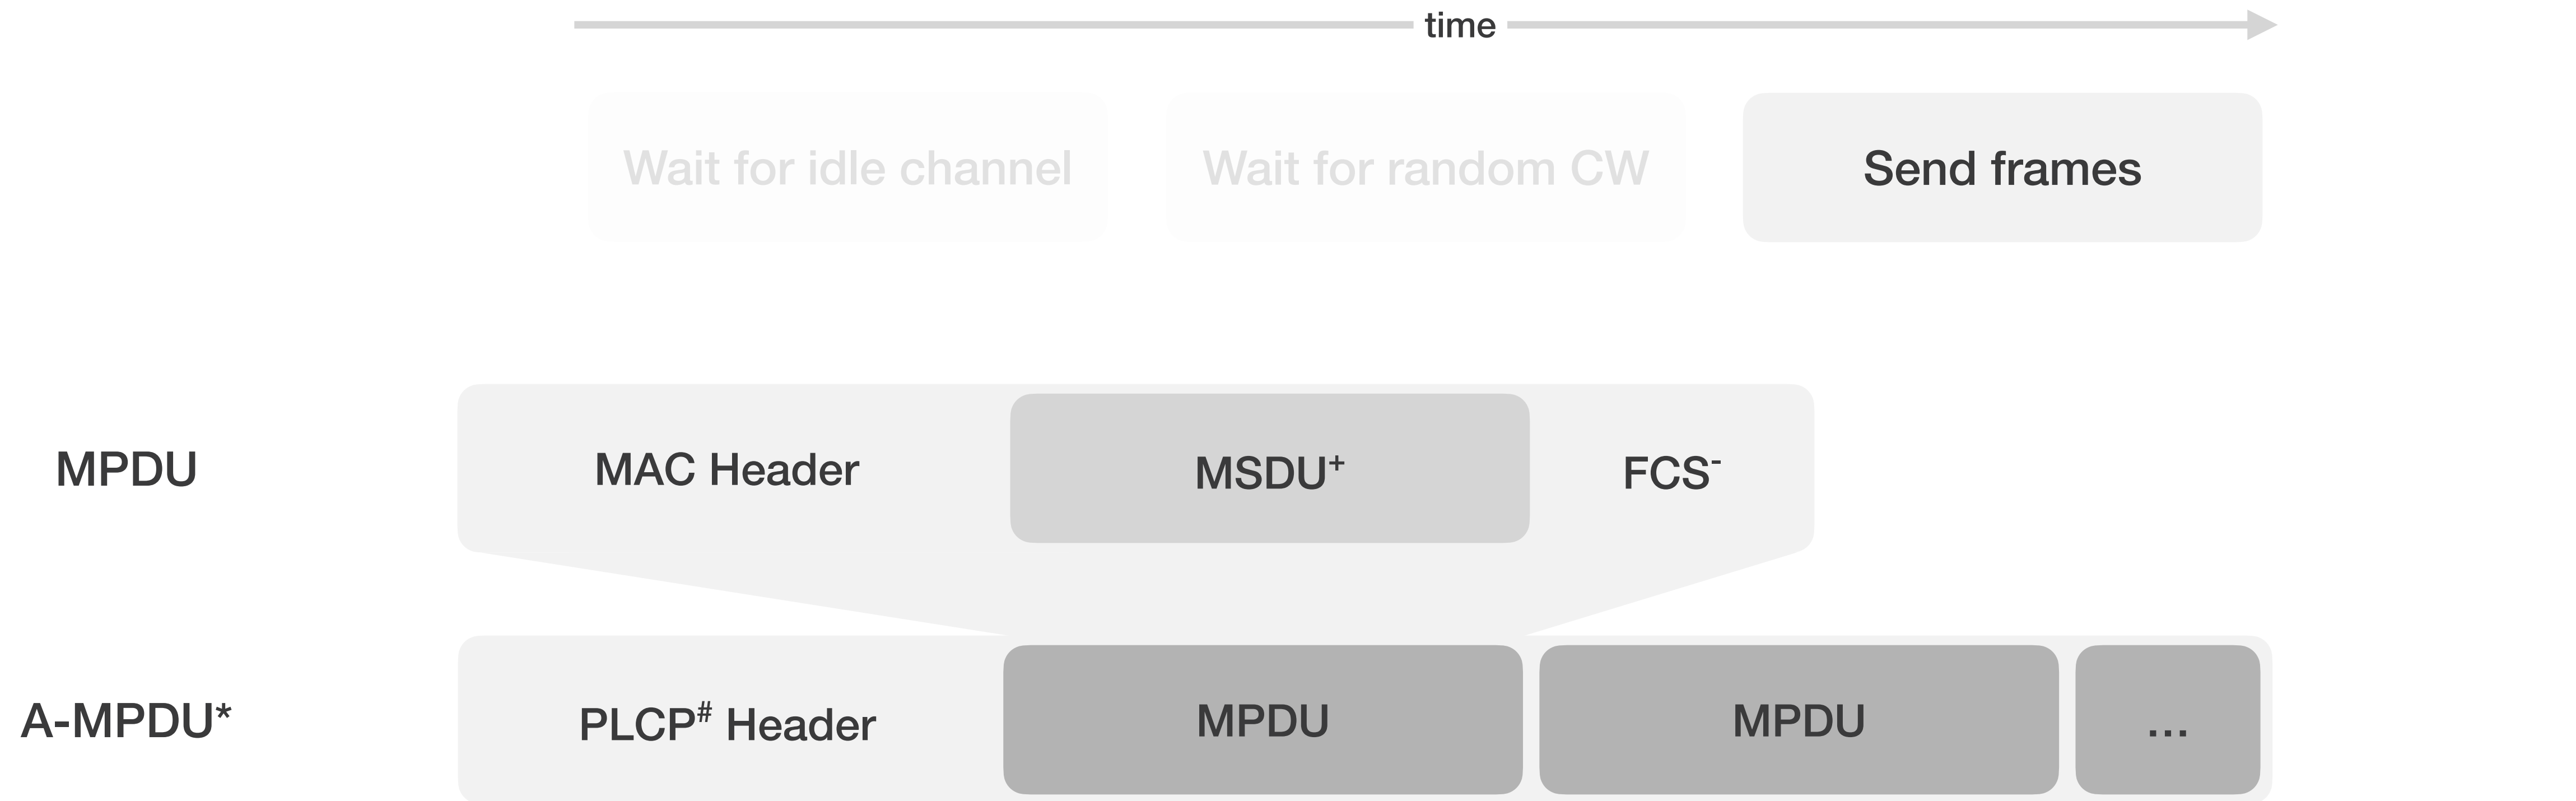 time
Wait for idle channel
Wait for random CW
Send frames
MPDU
MAC Header
MSDU⁺
FCS⁻
A-MPDU*
PLCP# Header
MPDU
MPDU
...